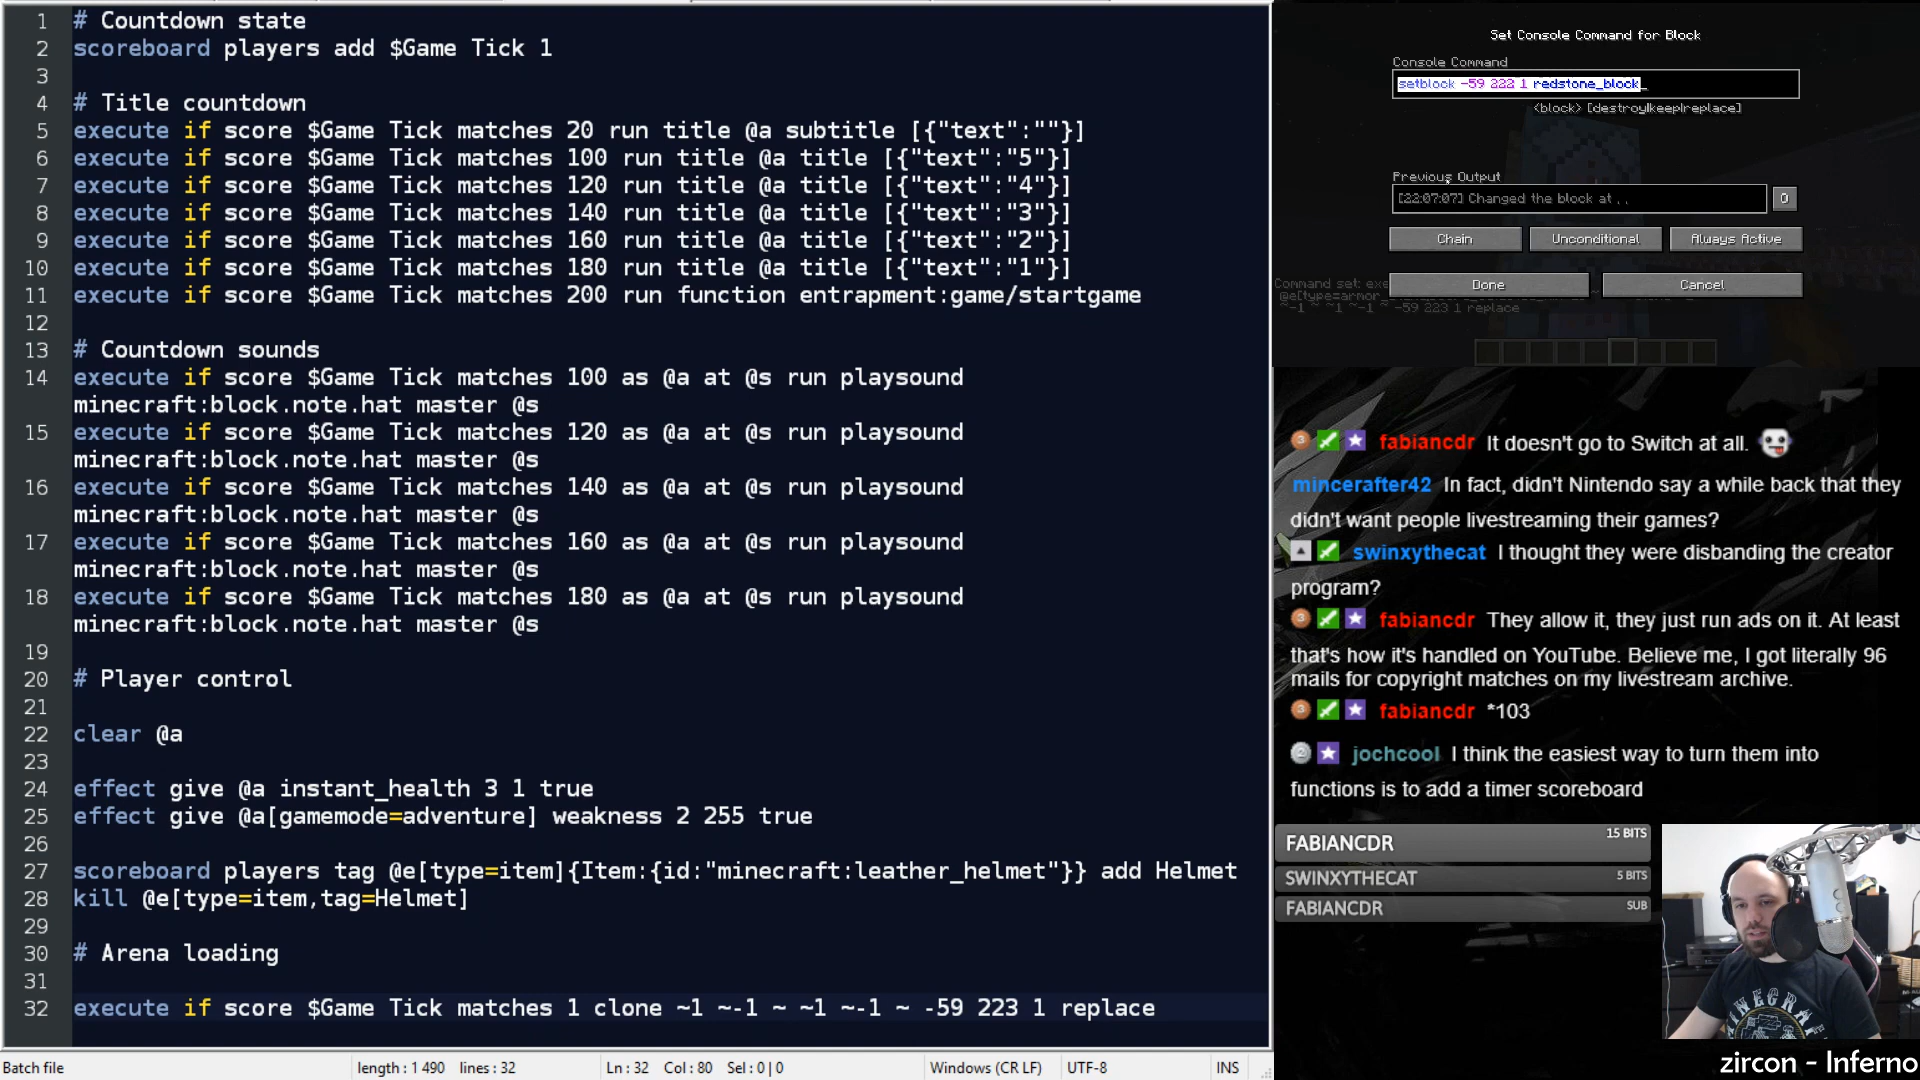 1 # Countdown state
2 scoreboard players add $Game Tick 1
3
4 # Title countdown
5 execute if score $Game Tick matches 20 run title @a subtitle [{"text":""}]
6 execute if score $Game Tick matches 100 run title @a title [{"text":"5"}]
7 execute if score $Game Tick matches 120 run title @a title [{"text":"4"}]
8 execute if score $Game Tick matches 140 run title @a title [{"text":"3"}]
9 execute if score $Game Tick matches 160 run title @a title [{"text":"2"}]
10 execute if score $Game Tick matches 180 run title @a title [{"text":"1"}]
11 execute if score $Game Tick matches 200 run function entrapment:game/startgame
12
13 # Countdown sounds
14 execute if score $Game Tick matches 100 as @a at @s run playsound
minecraft:block.note.hat master @s
15 execute if score $Game Tick matches 120 as @a at @s run playsound
minecraft:block.note.hat master @s
16 execute if score $Game Tick matches 140 as @a at @s run playsound
minecraft:block.note.hat master @s
17 execute if score $Game Tick matches 160 as @a at @s run playsound
minecraft:block.note.hat master @s
18 execute if score $Game Tick matches 180 as @a at @s run playsound
minecraft:block.note.hat master @s
19
20 # Player control
21
22 clear @a
23
24 effect give @a instant_health 3 1 true
25 effect give @a[gamemode=adventure] weakness 2 255 true
26
27 scoreboard players tag @e[type=item]{Item:{id:"minecraft:leather_helmet"}} add Helmet
28 kill @e[type=item,tag=Helmet]
29
30 # Arena loading
31
32 execute if score $Game Tick matches 1 clone ~1 ~-1 ~ ~1 ~-1 ~ -59 223 1 replace
Batch file length : 1 490 lines : 32 Ln : 32 Col : 80 Sel : 0 | 0 Windows (CR LF) UTF-8 INS
Set Console Command for Block
Console Command
setblock -59 222 1 redstone_block_
<block> [destroy|keep|replace]
Previous Output
[22:07:07] Changed the block at , ,
O
Chain Unconditional Always Active
Done Cancel
Command set: exe
@e[type=armor_
~-1 ~ ~1 ~-1 ~ -59 223 1 replace
fabiancdr It doesn't go to Switch at all.
mincerafter42 In fact, didn't Nintendo say a while back that they
didn't want people livestreaming their games?
swinxythecat I thought they were disbanding the creator
program?
fabiancdr They allow it, they just run ads on it. At least
that's how it's handled on YouTube. Believe me, I got literally 96
mails for copyright matches on my livestream archive.
fabiancdr *103
jochcool I think the easiest way to turn them into
functions is to add a timer scoreboard
FABIANCDR 15 BITS
SWINXYTHECAT 5 BITS
FABIANCDR SUB
zircon - Inferno